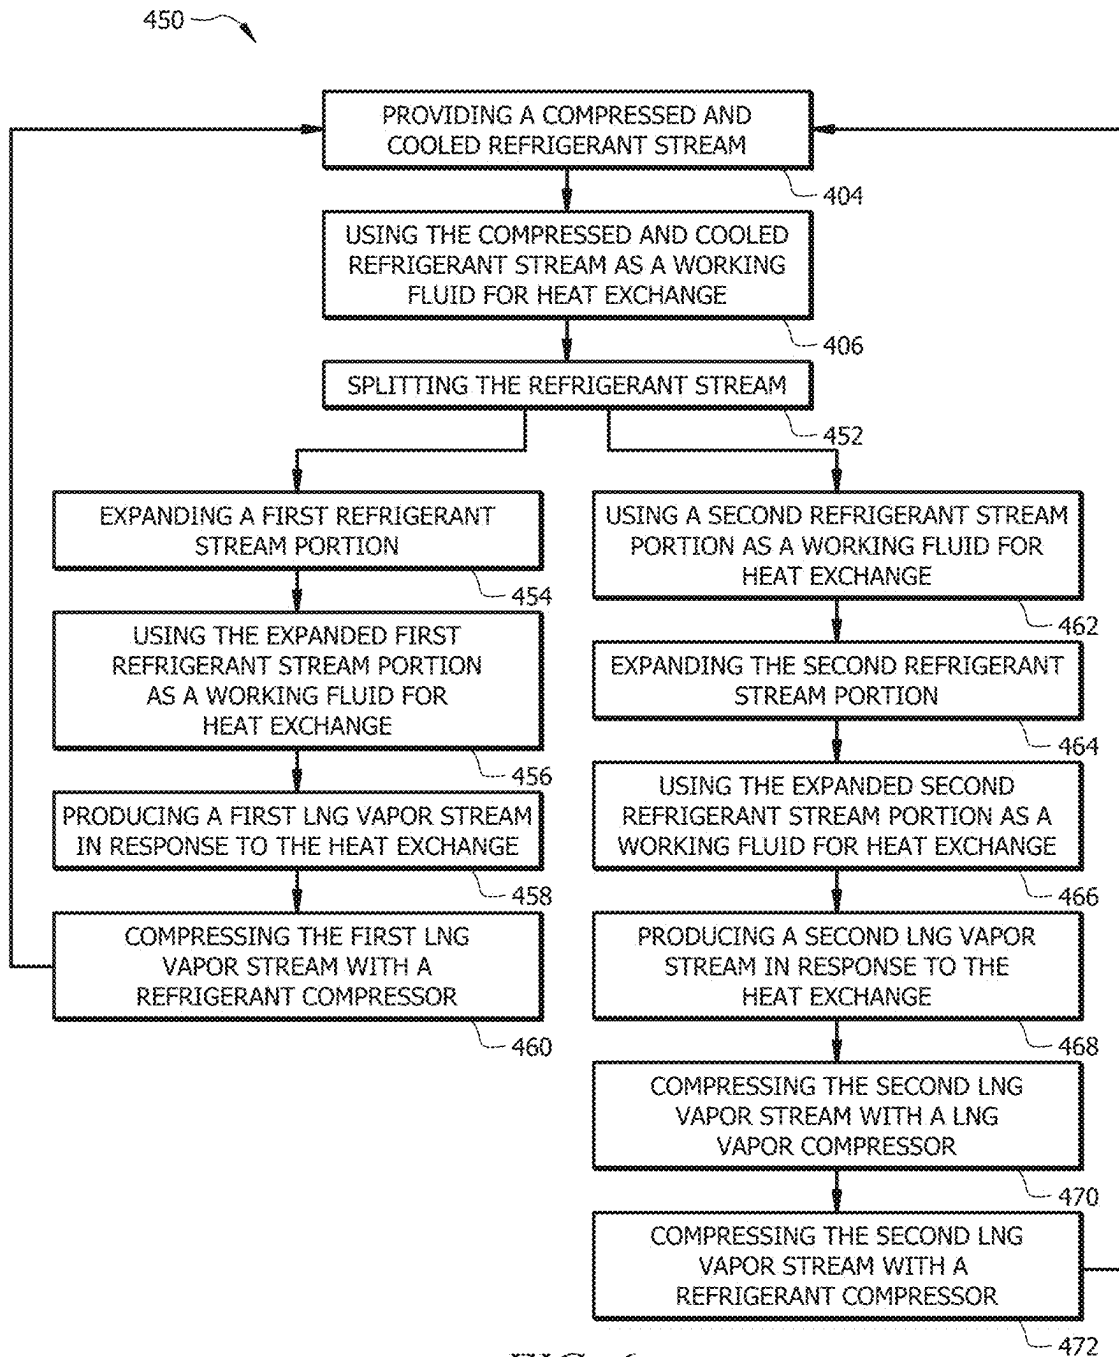 450
PROVIDING A COMPRESSED AND
COOLED REFRIGERANT STREAM
404
USING THE COMPRESSED AND COOLED
REFRIGERANT STREAM AS A WORKING
FLUID FOR HEAT EXCHANGE
406
SPLITTING THE REFRIGERANT STREAM
452
EXPANDING A FIRST REFRIGERANT
STREAM PORTION
454
USING THE EXPANDED FIRST
REFRIGERANT STREAM PORTION
AS A WORKING FLUID FOR
HEAT EXCHANGE
456
PRODUCING A FIRST LNG VAPOR STREAM
IN RESPONSE TO THE HEAT EXCHANGE
458
COMPRESSING THE FIRST LNG
VAPOR STREAM WITH A
REFRIGERANT COMPRESSOR
460
USING A SECOND REFRIGERANT STREAM
PORTION AS A WORKING FLUID FOR
HEAT EXCHANGE
462
EXPANDING THE SECOND REFRIGERANT
STREAM PORTION
464
USING THE EXPANDED SECOND
REFRIGERANT STREAM PORTION AS A
WORKING FLUID FOR HEAT EXCHANGE
466
PRODUCING A SECOND LNG VAPOR
STREAM IN RESPONSE TO THE
HEAT EXCHANGE
468
COMPRESSING THE SECOND LNG
VAPOR STREAM WITH A LNG
VAPOR COMPRESSOR
470
COMPRESSING THE SECOND LNG
VAPOR STREAM WITH A
REFRIGERANT COMPRESSOR
472